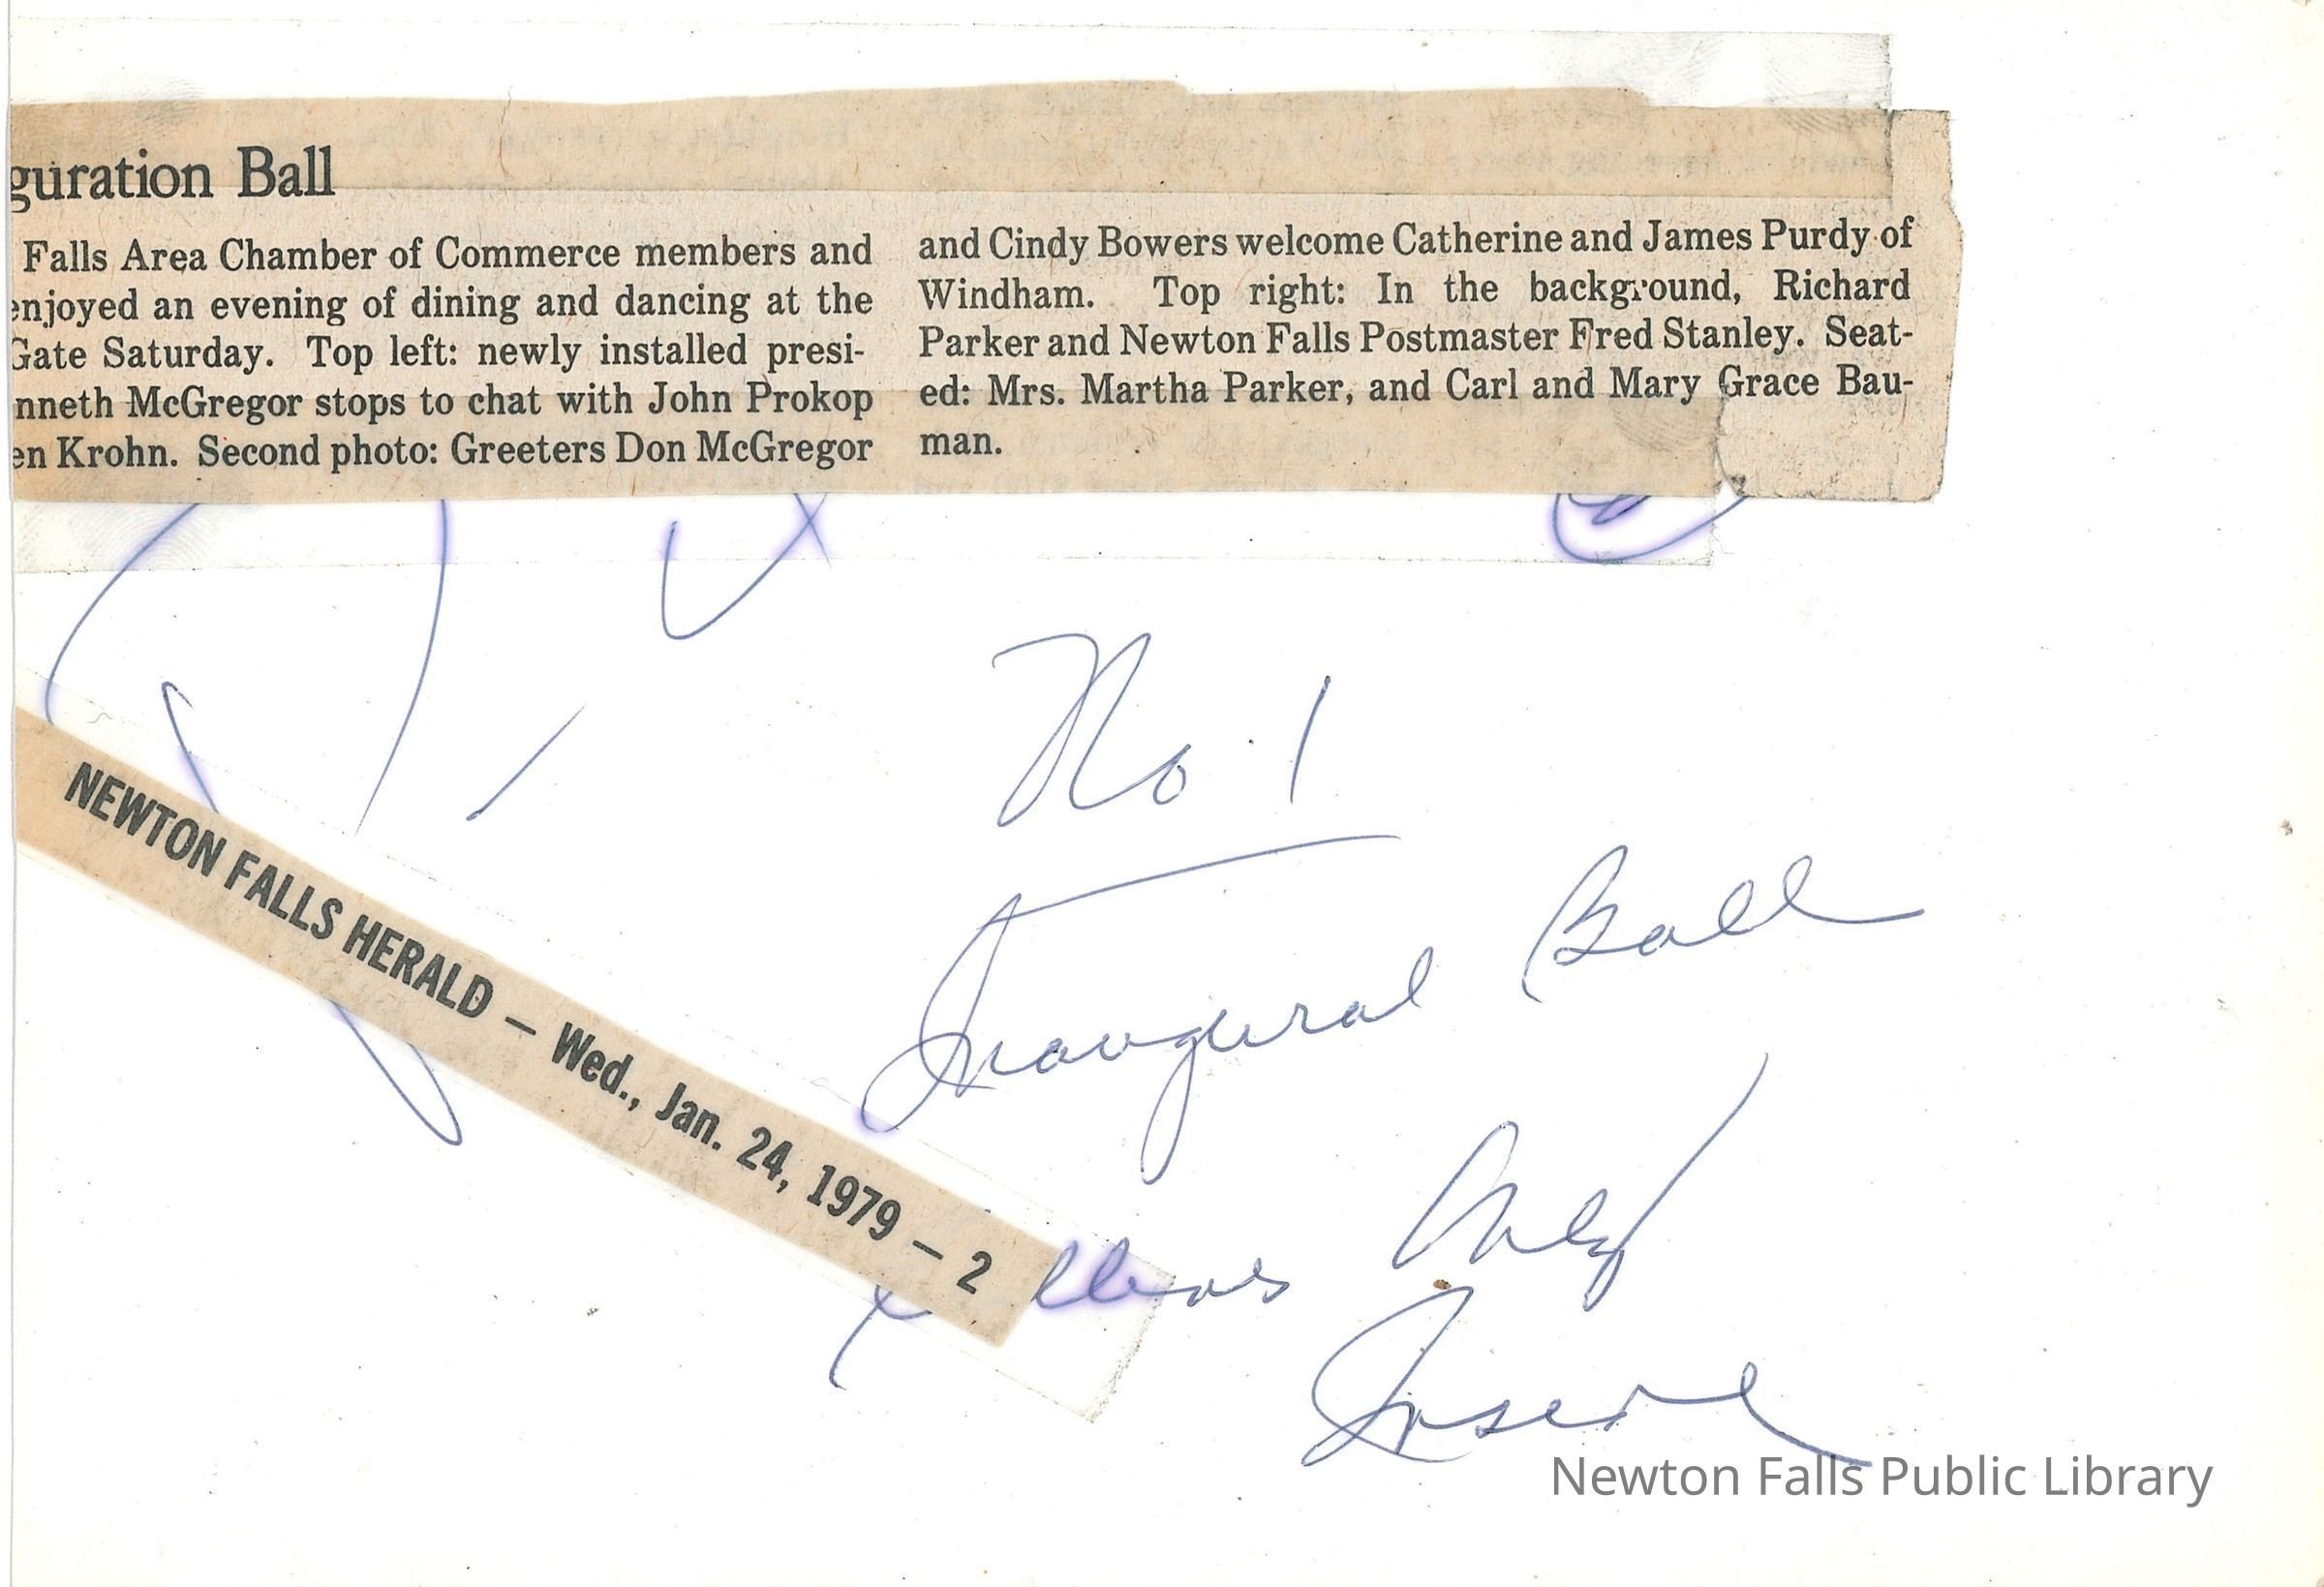 guration Ball
Falls Area Chamber of Commerce members and
enjoyed an evening of dining and dancing at the
Gate Saturday. Top left: newly installed presi-
nneth McGregor stops to chat with John Prokop
en Krohn. Second photo: Greeters Don McGregor
and Cindy Bowers welcome Catherine and James Purdy of
Windham. Top right: In the background, Richard
Parker and Newton Falls Postmaster Fred Stanley. Seat-
ed: Mrs. Martha Parker, and Carl and Mary Grace Bau-
man.
No. 1
Inaugural Ball
NEWTON FALLS HERALD – Wed., Jan. 24, 1979 – 2
Newton Falls Public Library